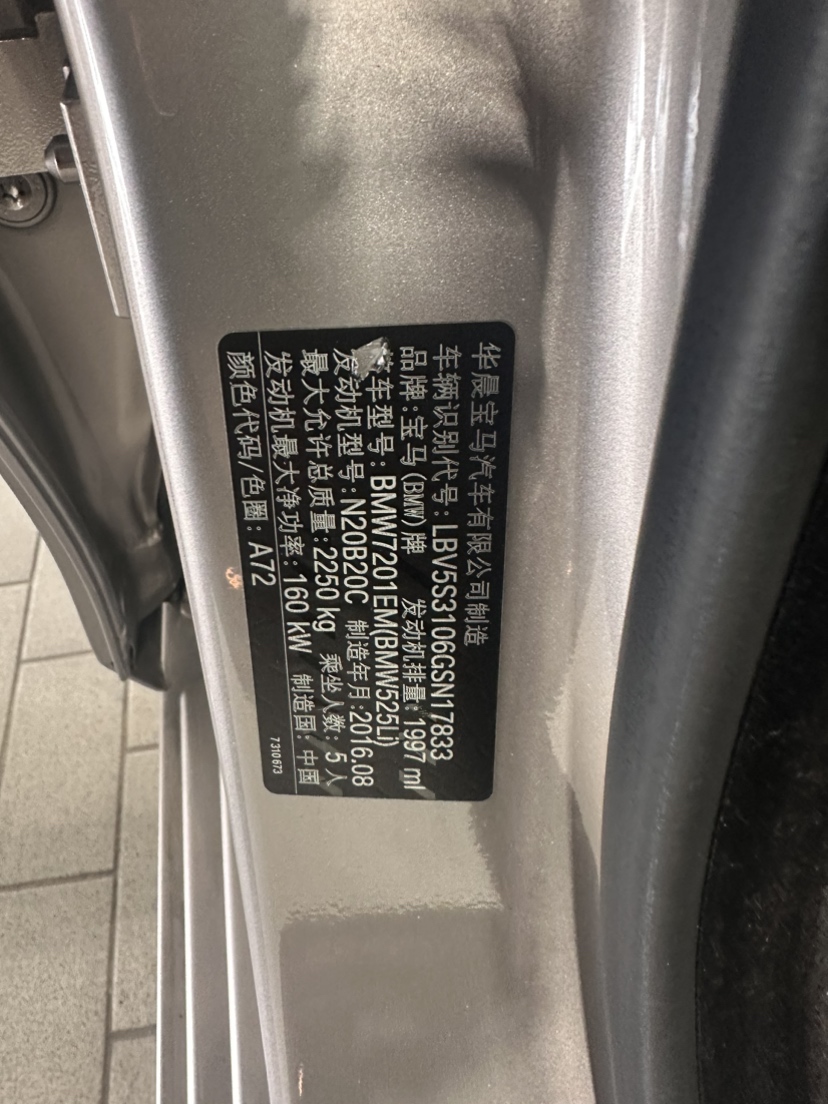 华晨宝马汽车有限公司制造
车辆识别代号:LBV5S3106GSN17833
品牌:宝马(BMW)牌 发动机排量:1997 ml
车型号:BMW7201EM(BMW525Li)
发动机型号:N20B20C 制造年月:2016.08
最大允许总质量:2250 kg 乘坐人数: 5 人
发动机最大净功率:160 kW 制造国:中国
颜色代码/色圈:A72
7 310 673